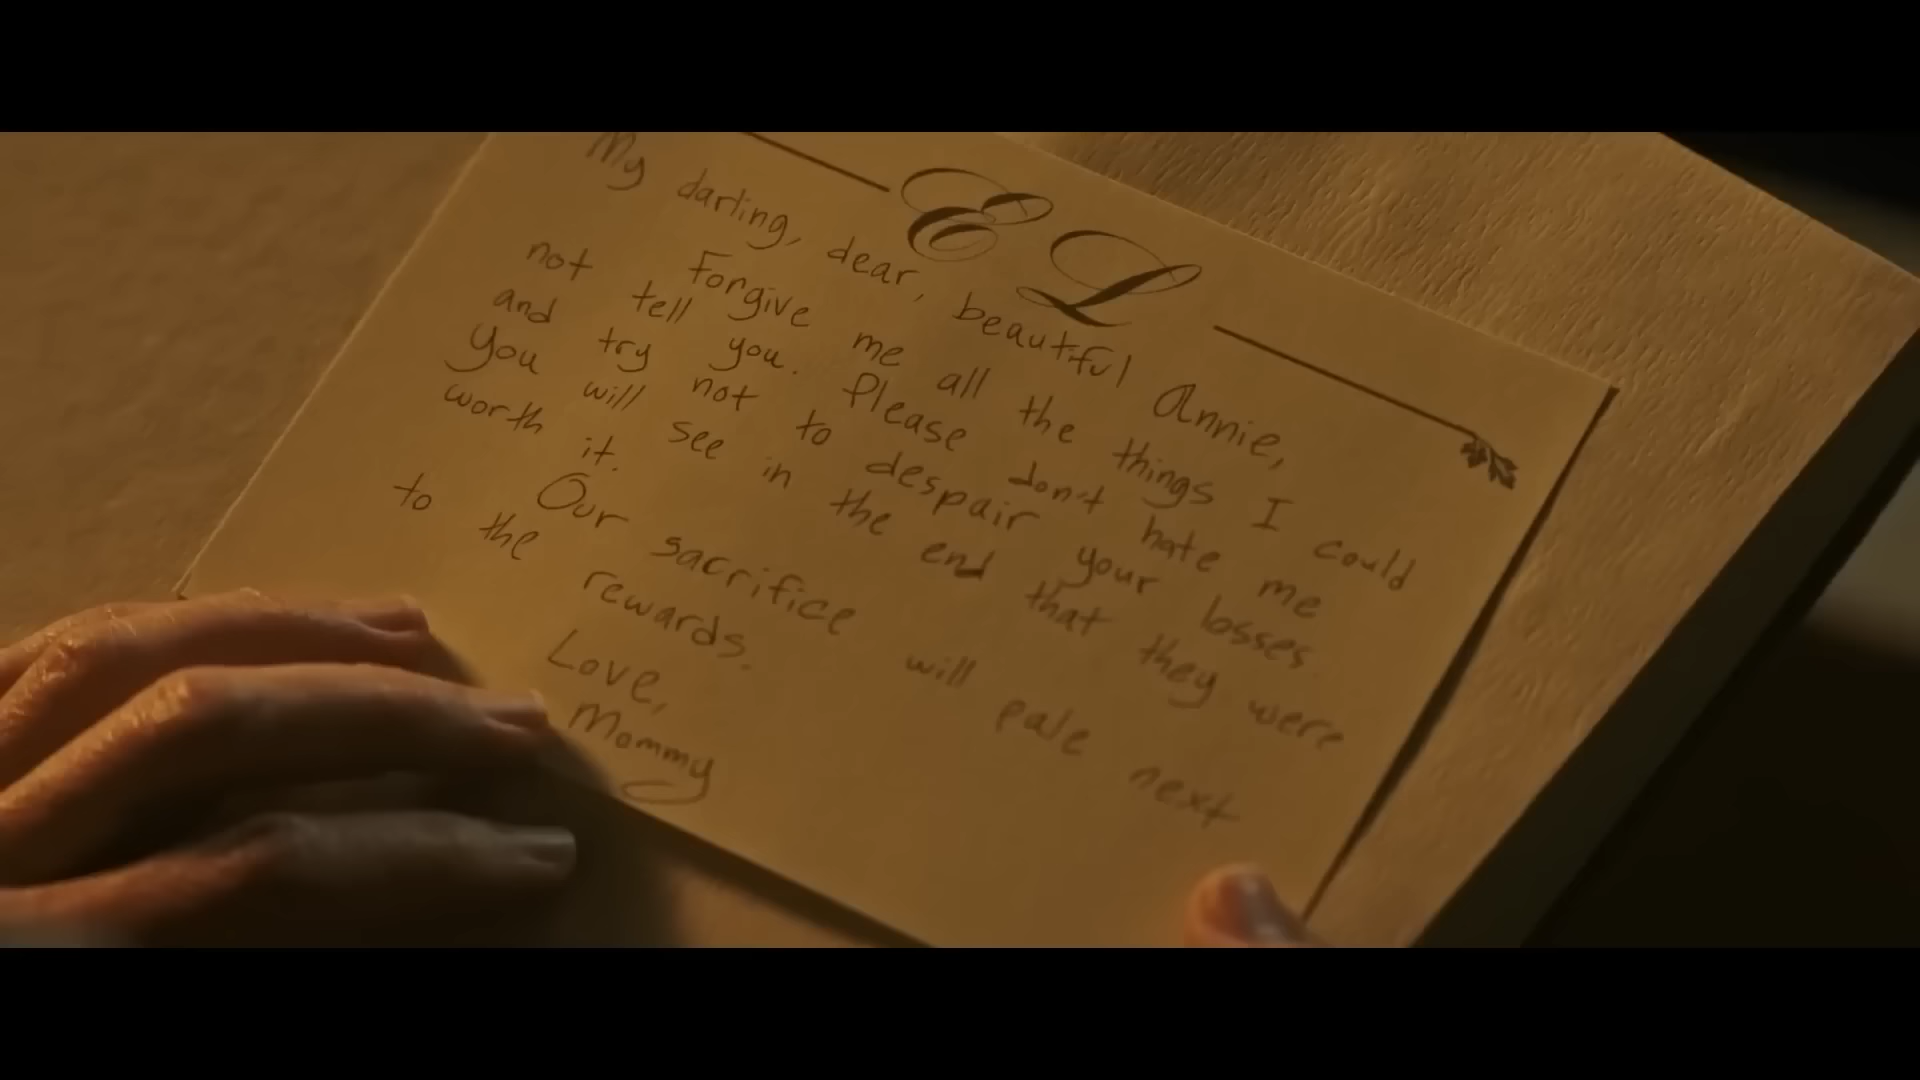 EL
My darling, dear, beautiful Annie,
Forgive me all the things I could
not tell you. Please don't hate me
and try not to despair your losses.
You will see in the end that they were
worth it.
Our sacrifice will pale next
to the rewards.
Love,
Mommy